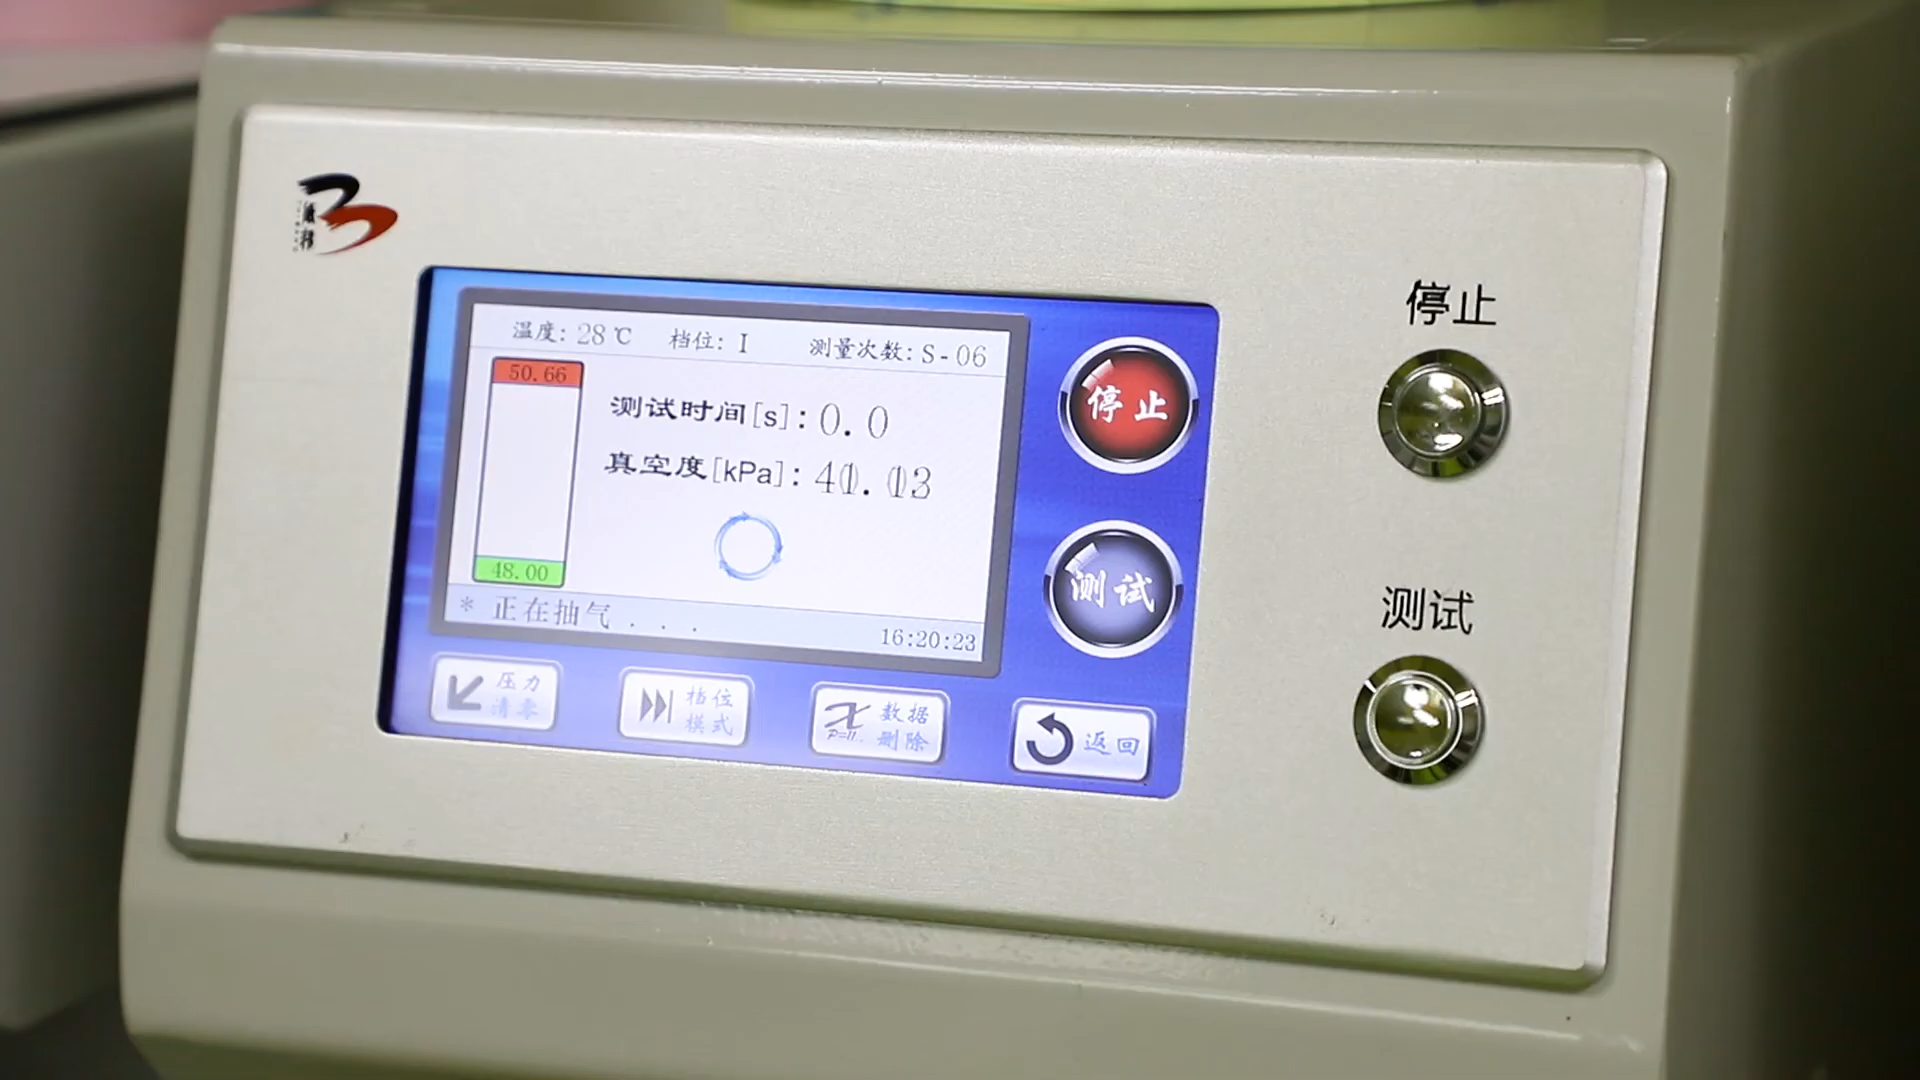 温度: 28℃ 档位: I 测量次数: S-06
50.66
测试时间[s]: 0.0
真空度[kPa]:
48.00
* 正在抽气 . . .
16:20:23
停止
测试
压力
清零
档位
模式
x
P=11..
数据
删除
返回
停止
测试